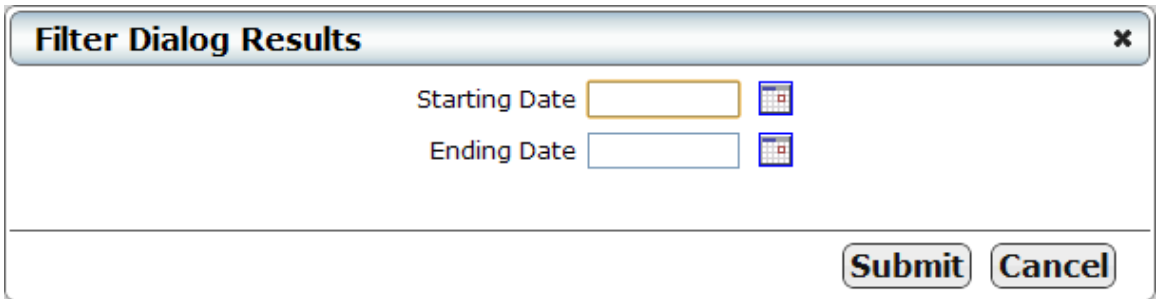 Filter Dialog Results
Starting Date
Ending Date
Submit Cancel